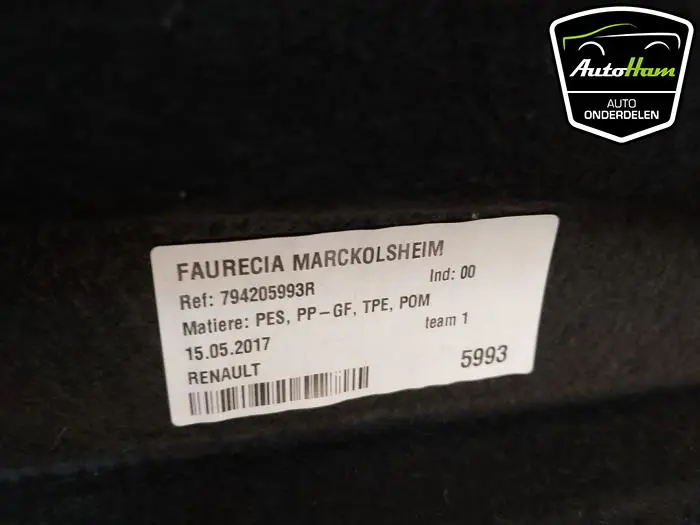 AutoHam
AUTO
ONDERDELEN
FAURECIA MARCKOLSHEIM
Ref: 794205993R
Ind: 00
Matiere: PES, PP-GF, TPE, POM
15.05.2017
team 1
RENAULT
5993